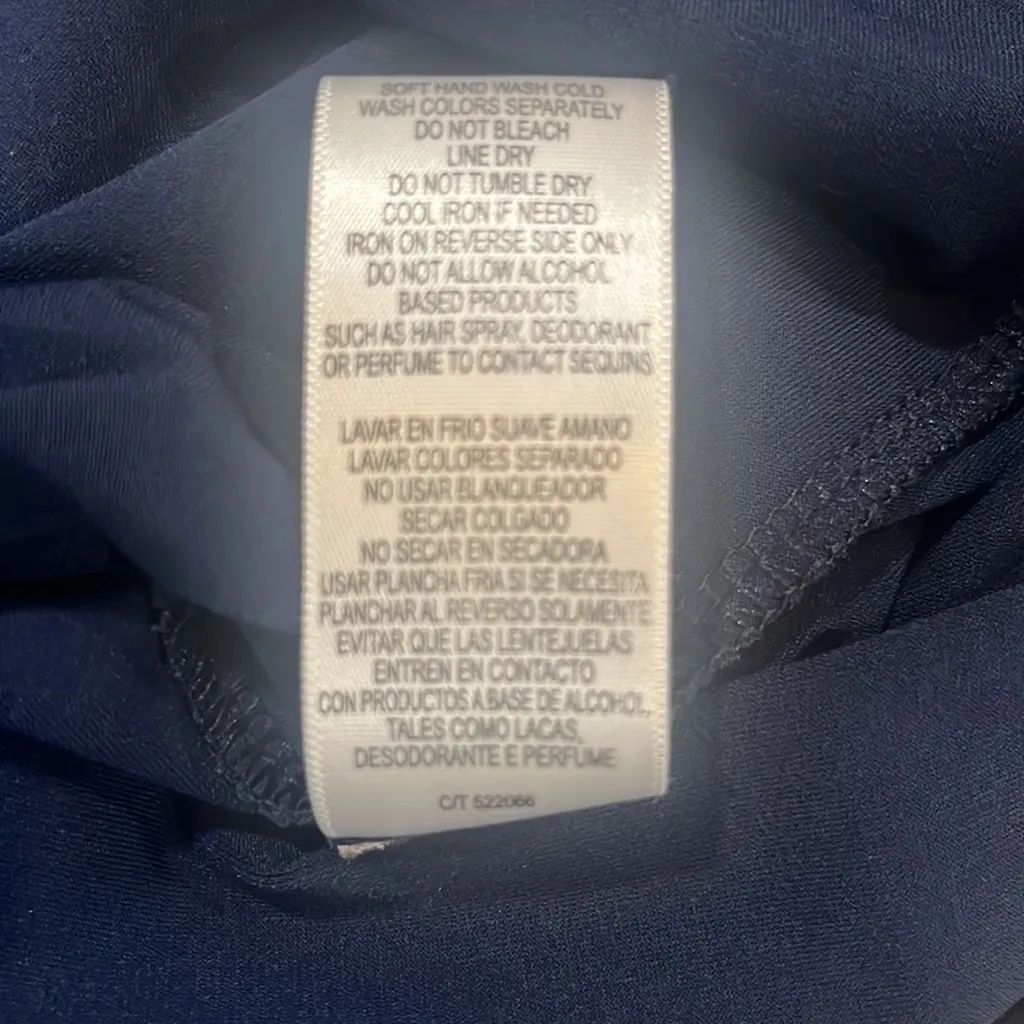 SOFT HAND WASH COLD
WASH COLORS SEPARATELY
DO NOT BLEACH
LINE DRY
DO NOT TUMBLE DRY
COOL IRON IF NEEDED
IRON ON REVERSE SIDE ONLY
DO NOT ALLOW ALCOHOL
BASED PRODUCTS
SUCH AS HAIR SPRAY, DEODORANT
OR PERFUME TO CONTACT SEQUINS
LAVAR EN FRIO SUAVE AMANO
LAVAR COLORES SEPARADO
NO USAR BLANQUEADOR
SECAR COLGADO
NO SECAR EN SECADORA
USAR PLANCHA FRIA SI SE NECESITA
PLANCHAR AL REVERSO SOLAMENTE
EVITAR QUE LAS LENTEJUELAS
ENTREN EN CONTACTO
CON PRODUCTOS A BASE DE ALCOHOL,
TALES COMO LACAS,
DESODORANTE E PERFUME
C/T 522066